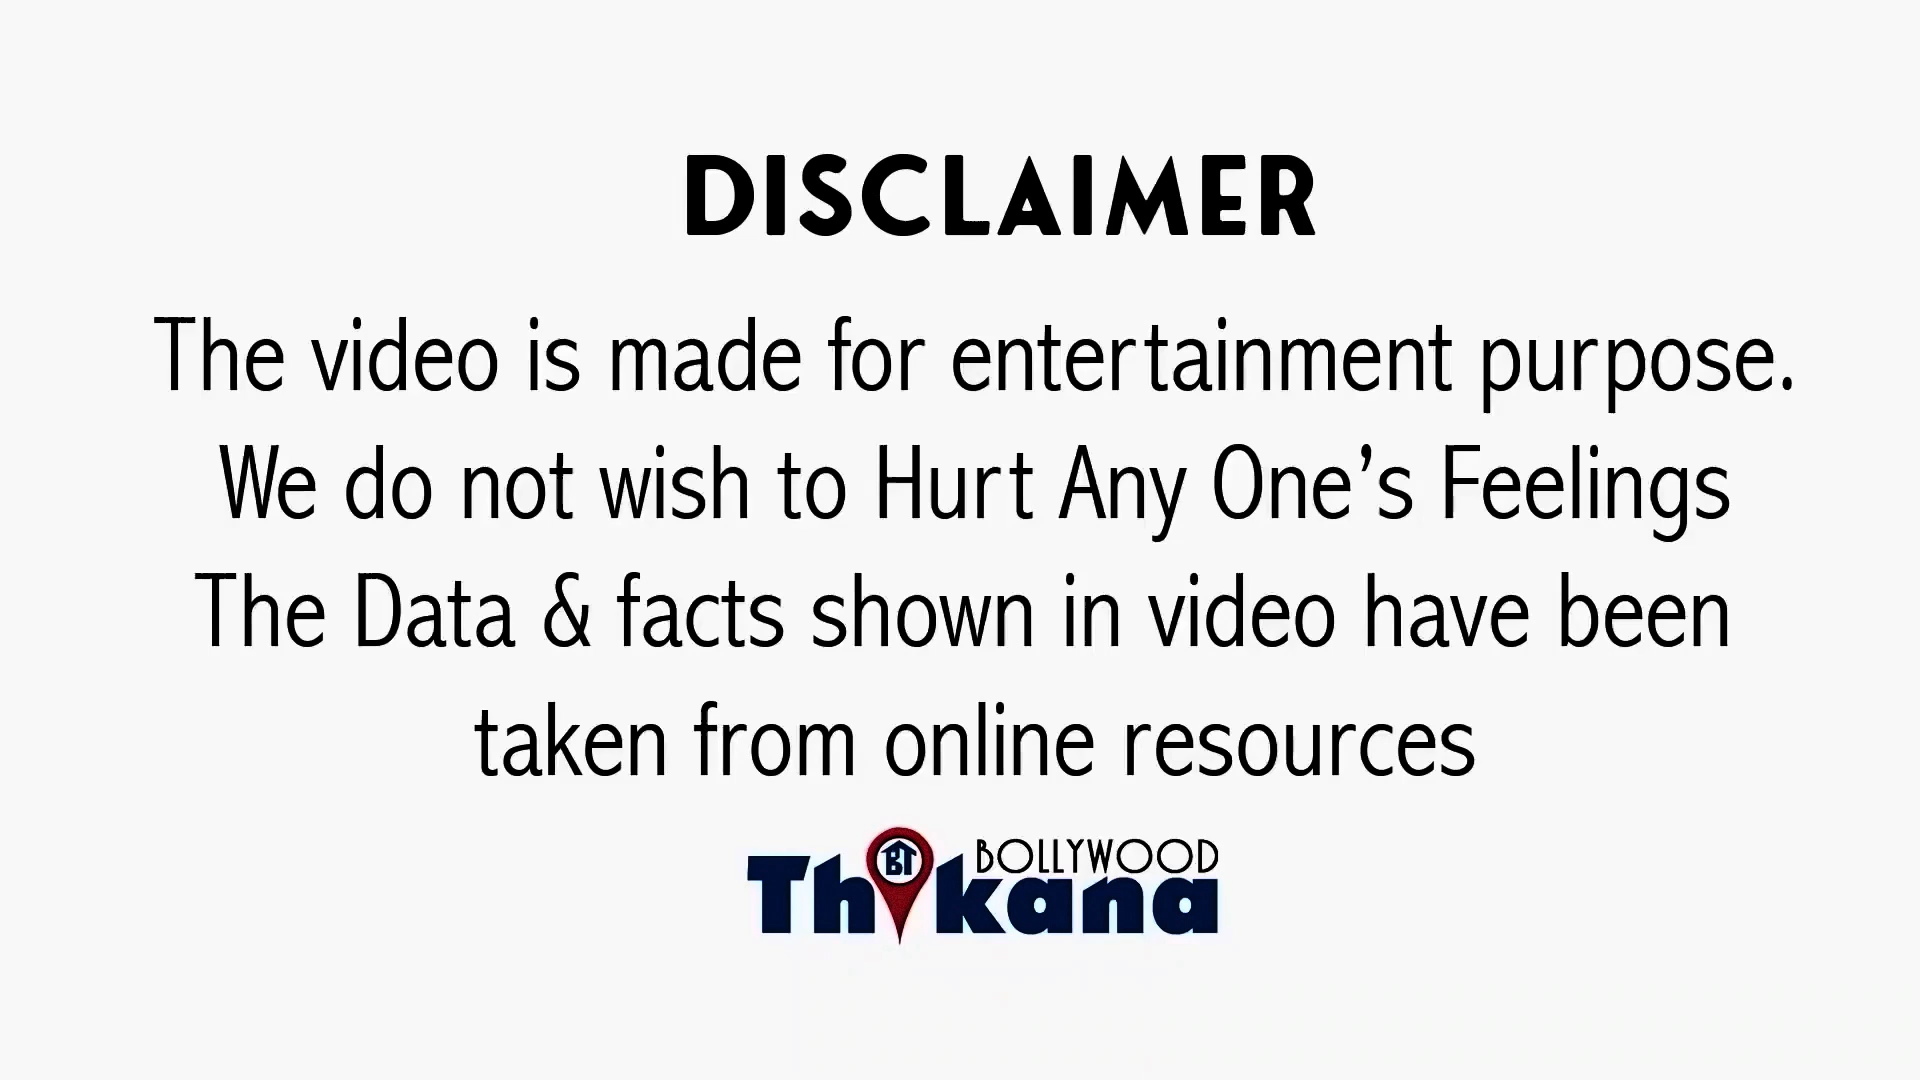 DISCLAIMER
The video is made for entertainment purpose.
We do not wish to Hurt Any One’s Feelings
The Data & facts shown in video have been
taken from online resources
BOLLYWOOD
Thikana
BT